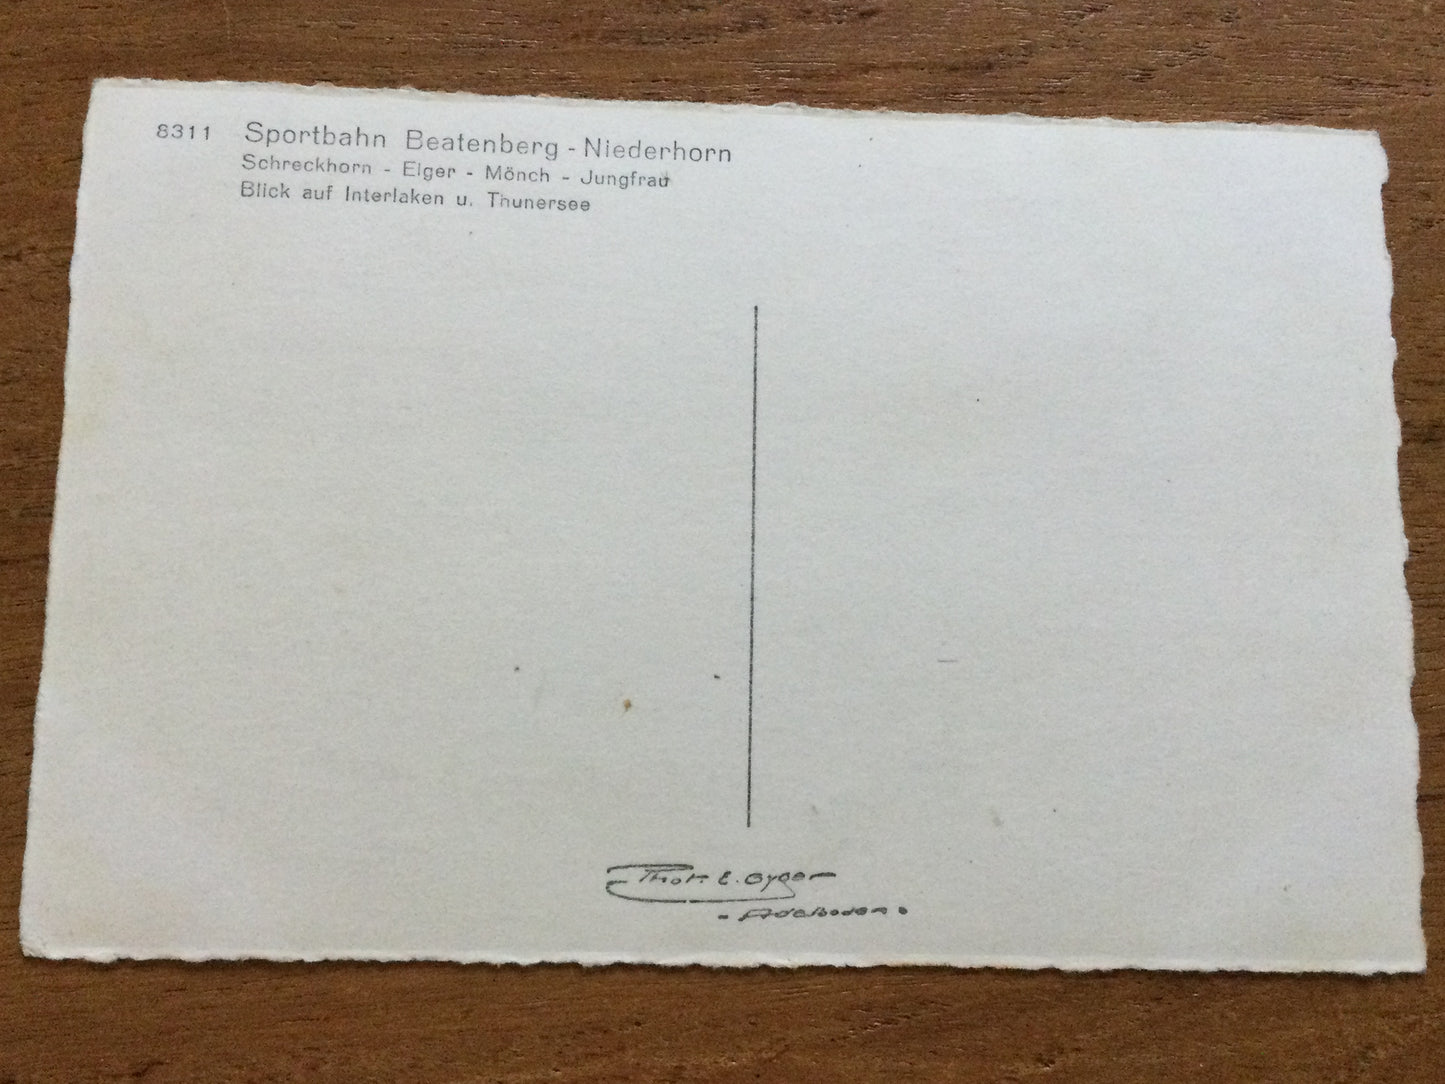 8311 Sportbahn Beatenberg - Niederhorn
Schreckhorn - Eiger - Mönch - Jungfrau
Blick auf Interlaken u. Thunersee
Phot. E. Gyger
- Adelboden.